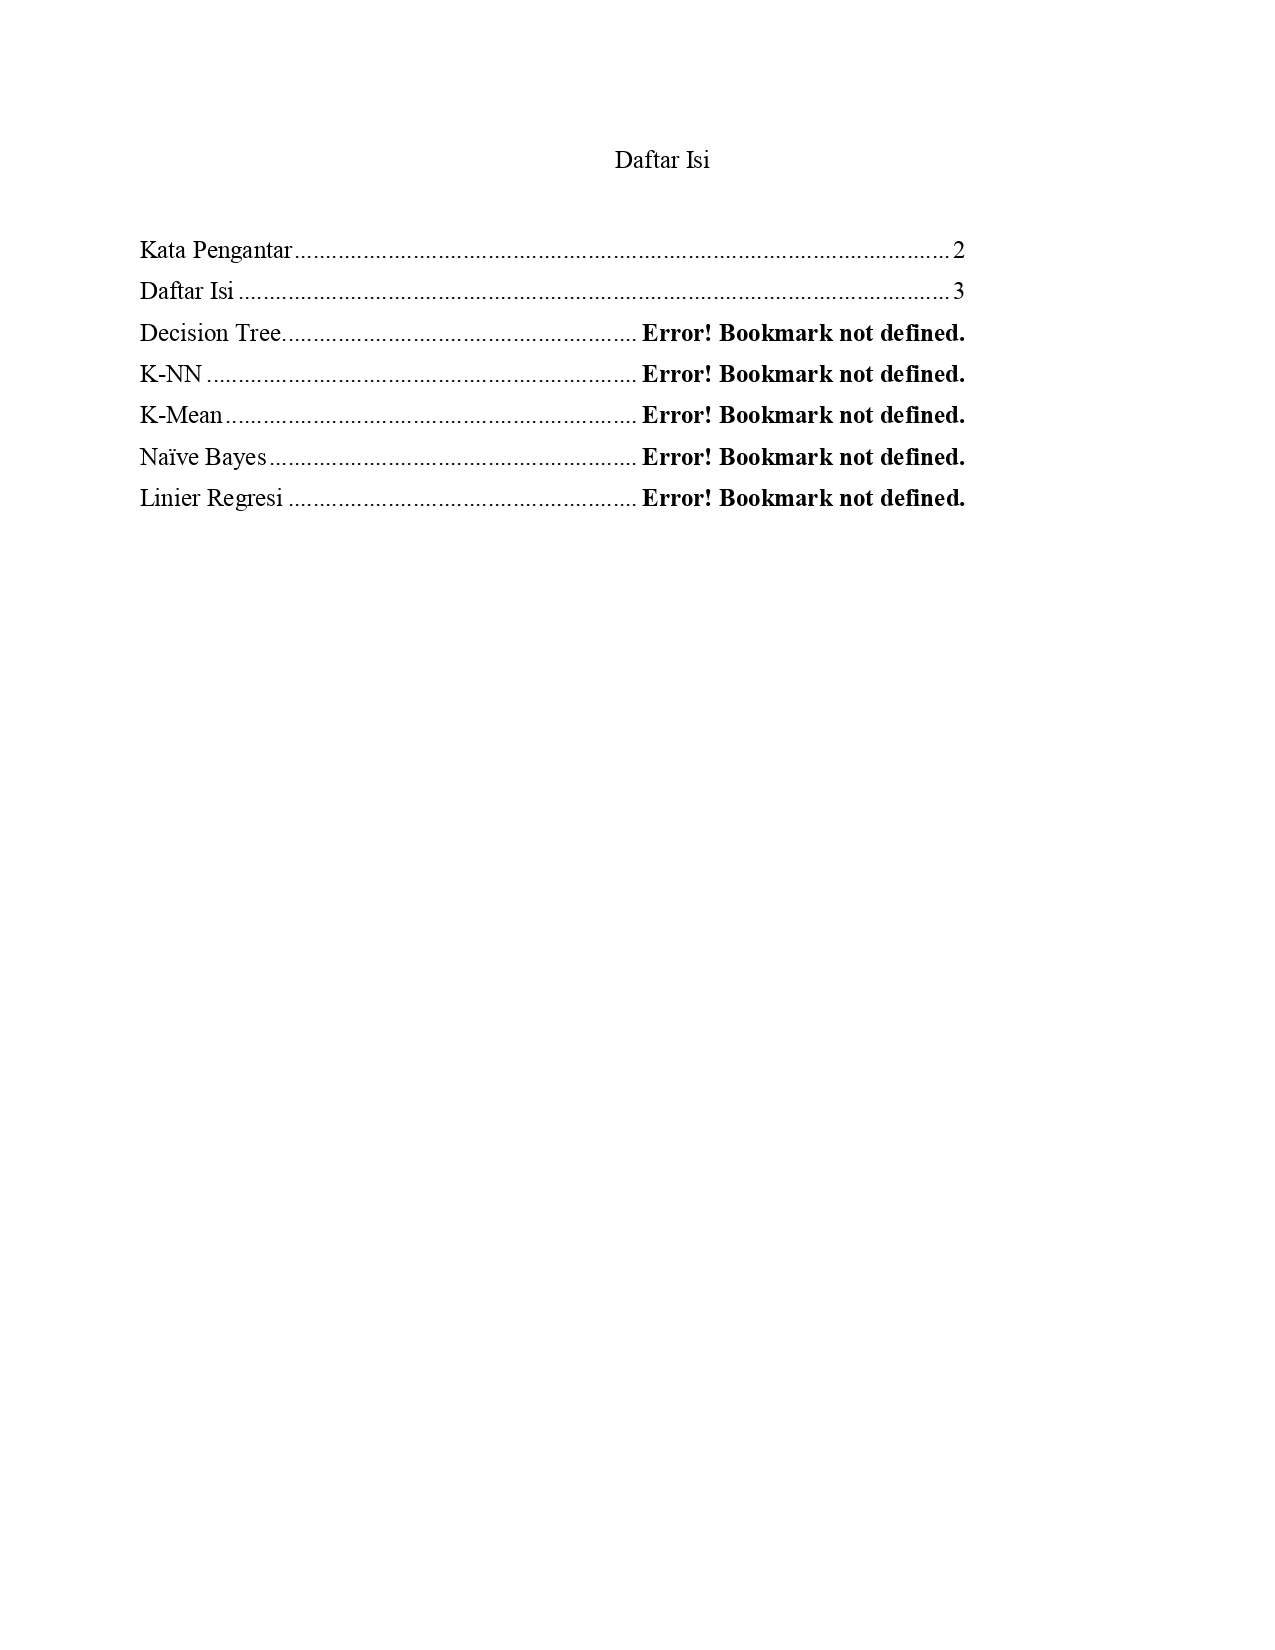 Daftar Isi
Kata Pengantar.........................................................................................................2
Daftar Isi..................................................................................................................3
Decision Tree......................................................... Error! Bookmark not defined.
K-NN..................................................................... Error! Bookmark not defined.
K-Mean.................................................................. Error! Bookmark not defined.
Naïve Bayes........................................................... Error! Bookmark not defined.
Linier Regresi........................................................ Error! Bookmark not defined.